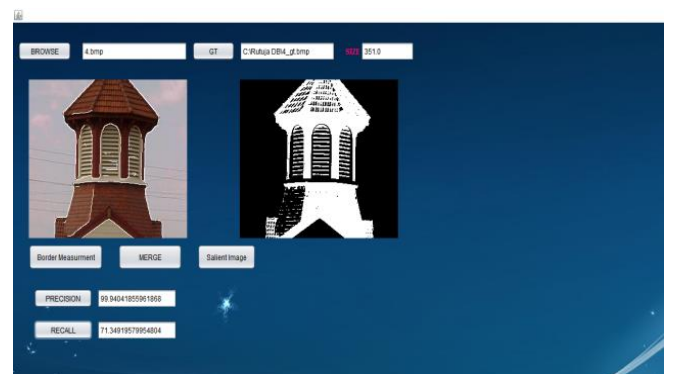 BROWSE 4.bmp GT C:\Rutuja DB\4_gt.bmp SUZ 351.0
Border Measurment MERGE Salient Image
PRECISION 99.94041855961868
RECALL 71.34919579954804